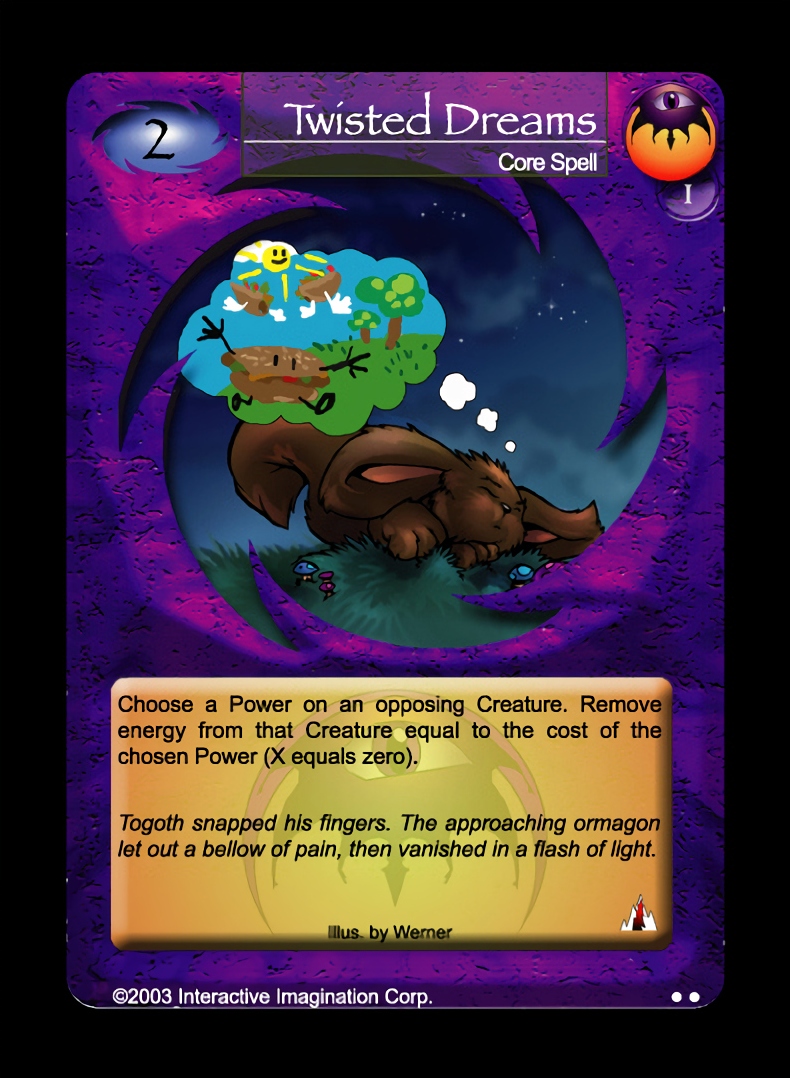 2
Twisted Dreams
Core Spell
I
Choose a Power on an opposing Creature. Remove
energy from that Creature equal to the cost of the
chosen Power (X equals zero).
Togoth snapped his fingers. The approaching ormagon
let out a bellow of pain, then vanished in a flash of light.
Illus. by Werner
©2003 Interactive Imagination Corp.